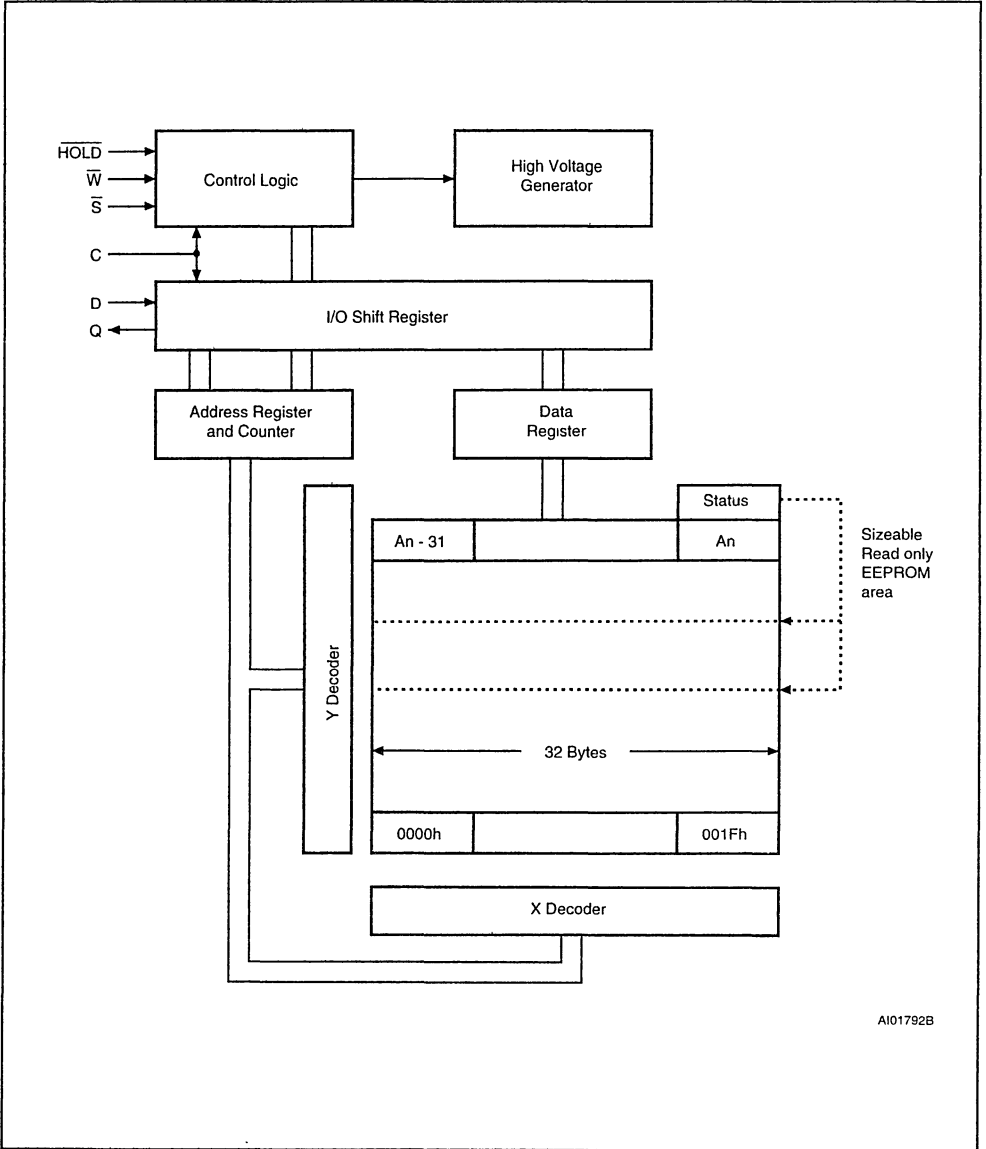 HOLD
W
S
C
D
Q
Control Logic
High Voltage
Generator
I/O Shift Register
Address Register
and Counter
Data
Register
Status
An - 31
An
Sizeable
Read only
EEPROM
area
Y Decoder
32 Bytes
0000h
001Fh
X Decoder
AI01792B